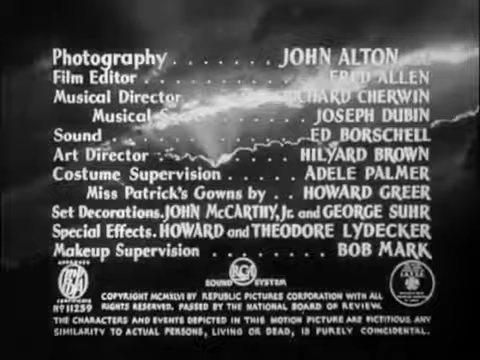 Photography . . . . . . . JOHN ALTON
Film Editor . . . . . . . . . . . FRED ALLEN
Musical Director RICHARD CHERWIN
Musical JOSEPH DUBIN
Sound . . . . . . . . . . . ED BORSCHELL
Art Director . . . . . . . . HILYARD BROWN
Costume Supervision . . . . . ADELE PALMER
Miss Patrick's Gowns by . . HOWARD GREER
Set Decorations. JOHN McCARTHY, Jr. and GEORGE SUHR
Special Effects. HOWARD and THEODORE LYDECKER
Makeup Supervision . . . . . . . BOB MARK
APPROVED
CERTIFICATE
Nº 11259
RCA
SOUND SYSTEM
COPYRIGHT MCMXLVI BY REPUBLIC PICTURES CORPORATION WITH ALL
RIGHTS RESERVED. PASSED BY THE NATIONAL BOARD OF REVIEW.
THE CHARACTERS AND EVENTS DEPICTED IN THIS MOTION PICTURE ARE FICTITIOUS. ANY
SIMILARITY TO ACTUAL PERSONS, LIVING OR DEAD, IS PURELY COINCIDENTAL.